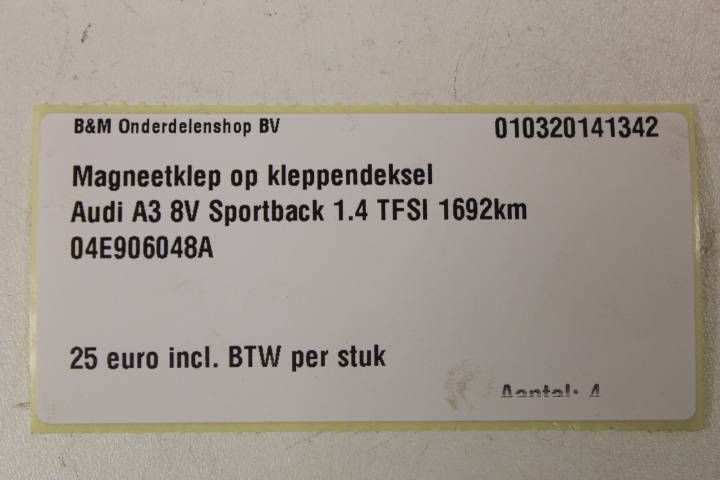 B&M Onderdelenshop BV
010320141342
Magneetklep op kleppendeksel
Audi A3 8V Sportback 1.4 TFSI 1692km
04E906048A
25 euro incl. BTW per stuk
Aantal: